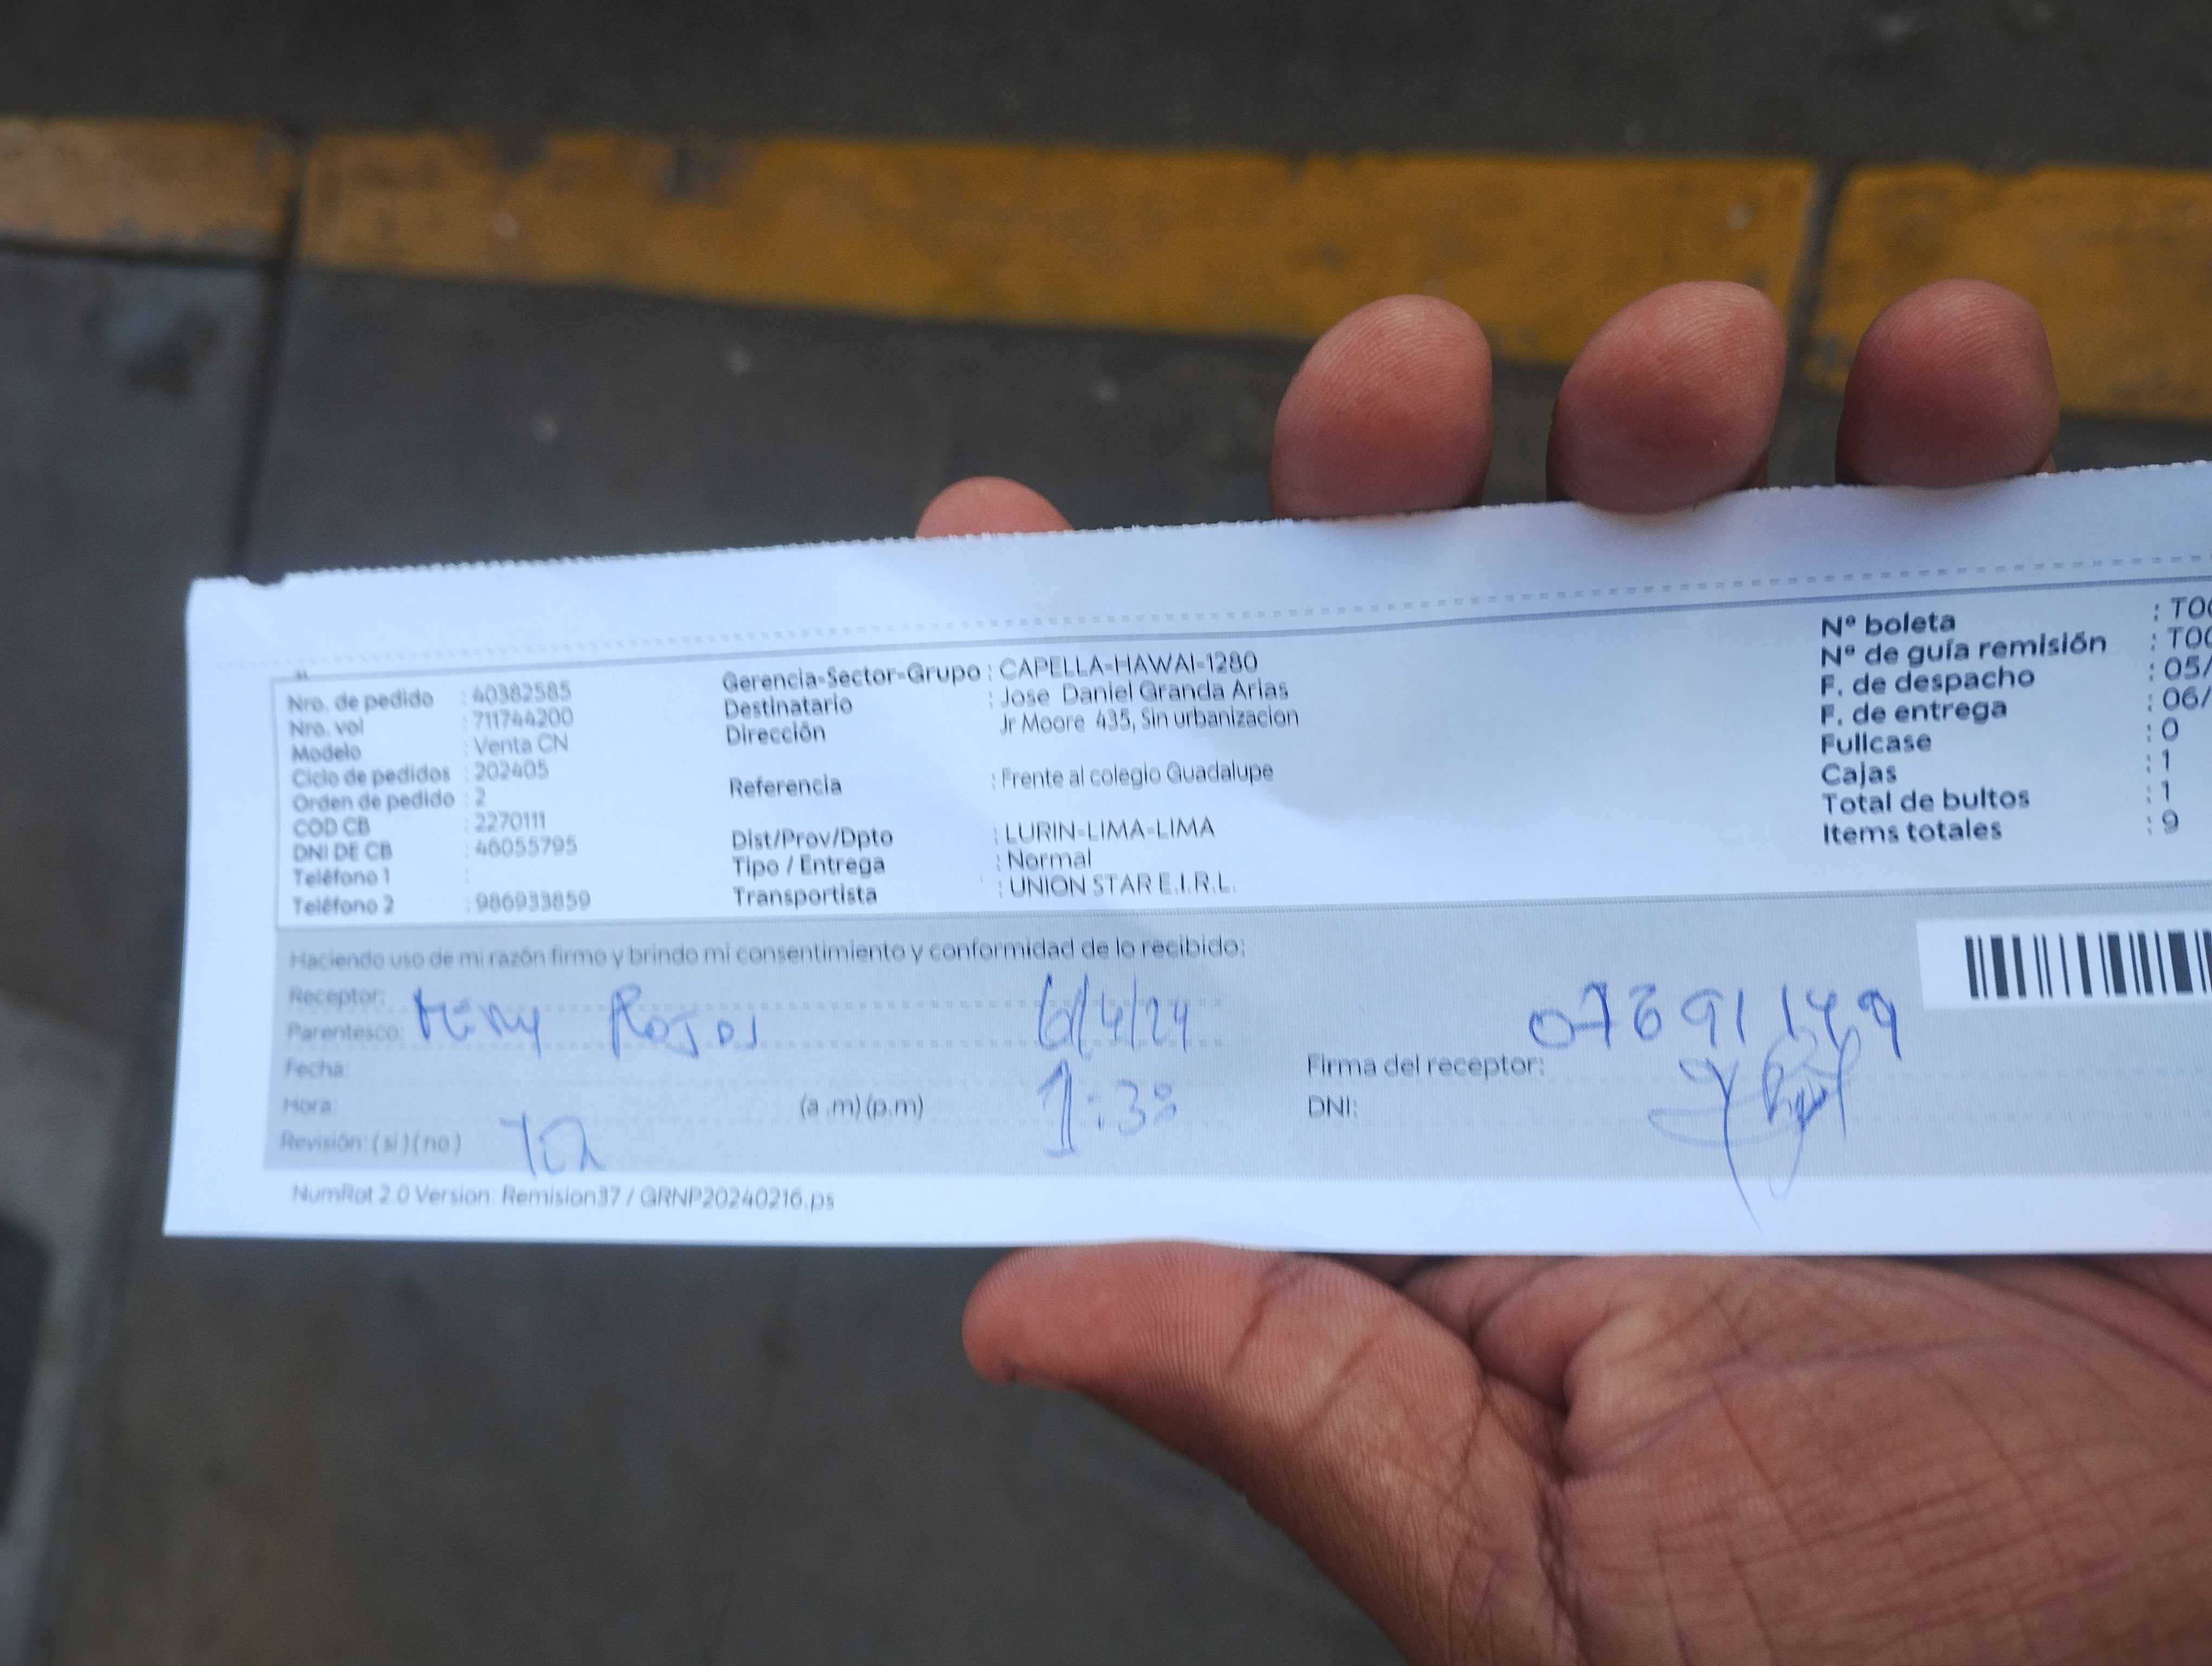 Nro. de pedido : 40382585
Nro. vol : 711744200
Modelo : Venta CN
Ciclo de pedidos : 202405
Orden de pedido : 2
COD CB : 2270111
DNI DE CB : 46055795
Teléfono 1 :
Teléfono 2 : 986933859
Gerencia-Sector-Grupo : CAPELLA-HAWAI-1280
Destinatario : Jose Daniel Granda Arias
Dirección Jr Moore 435, Sin urbanizacion
Referencia : Frente al colegio Guadalupe
Dist/Prov/Dpto : LURIN-LIMA-LIMA
Tipo / Entrega : Normal
Transportista : UNION STAR E.I.R.L.
Nº boleta : T00
Nº de guía remisión : T00
F. de despacho : 05/
F. de entrega : 06/
Fullcase : 0
Cajas : 1
Total de bultos : 1
Items totales : 9
Haciendo uso de mi razón firmo y brindo mi consentimiento y conformidad de lo recibido:
Receptor:
Parentesco: Rojas 6/4/24
Fecha:
Hora: (a .m) (p.m) 1:38
Revisión: ( si ) ( no )
Firma del receptor:
DNI:
NumRot 2.0 Version: Remision37 / GRNP20240216.ps